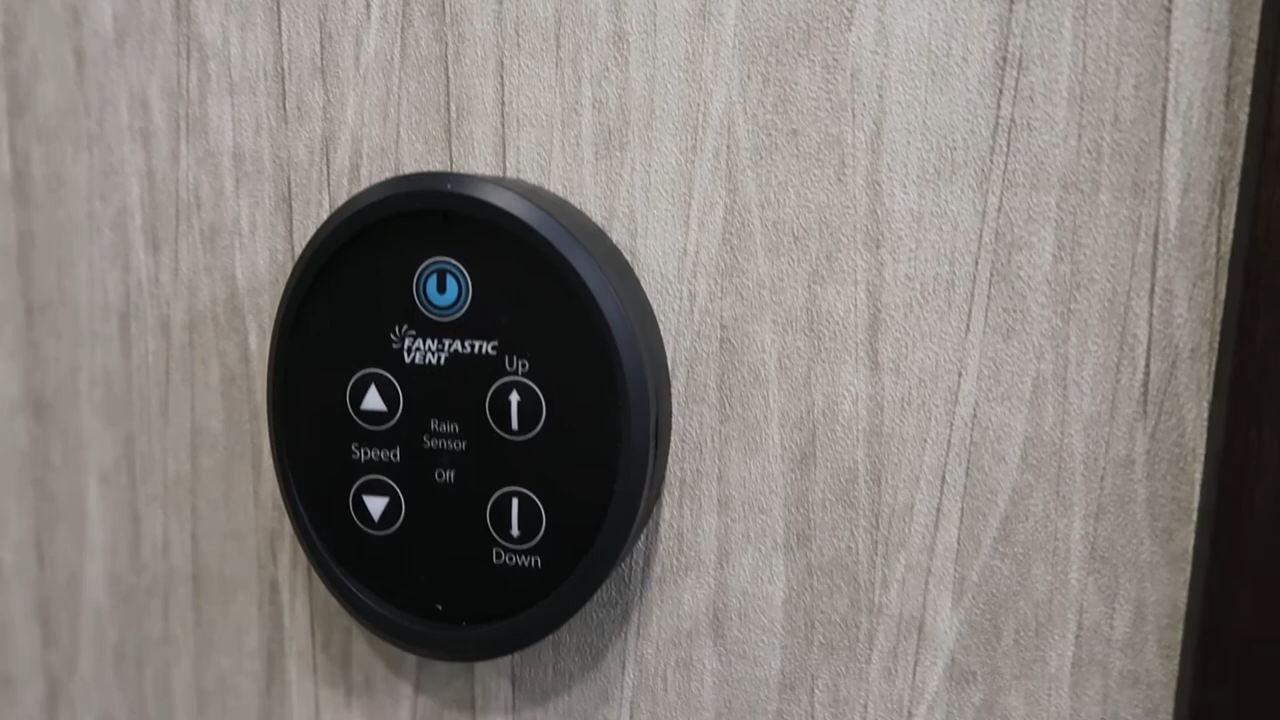 FAN-TASTIC
VENT
Up
Rain
Sensor
Speed
Off
Down